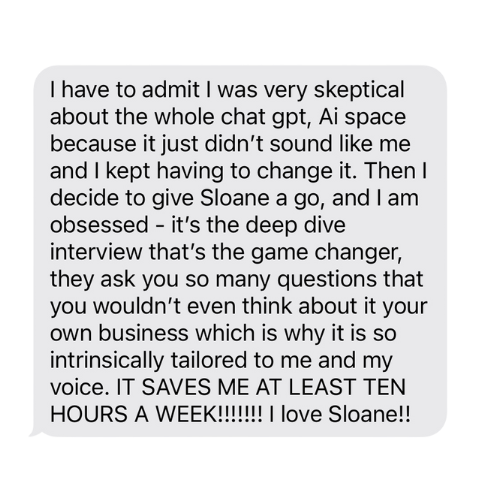 I have to admit I was very skeptical
about the whole chat gpt, Ai space
because it just didn’t sound like me
and I kept having to change it. Then I
decide to give Sloane a go, and I am
obsessed - it’s the deep dive
interview that’s the game changer,
they ask you so many questions that
you wouldn’t even think about it your
own business which is why it is so
intrinsically tailored to me and my
voice. IT SAVES ME AT LEAST TEN
HOURS A WEEK!!!!!!! I love Sloane!!